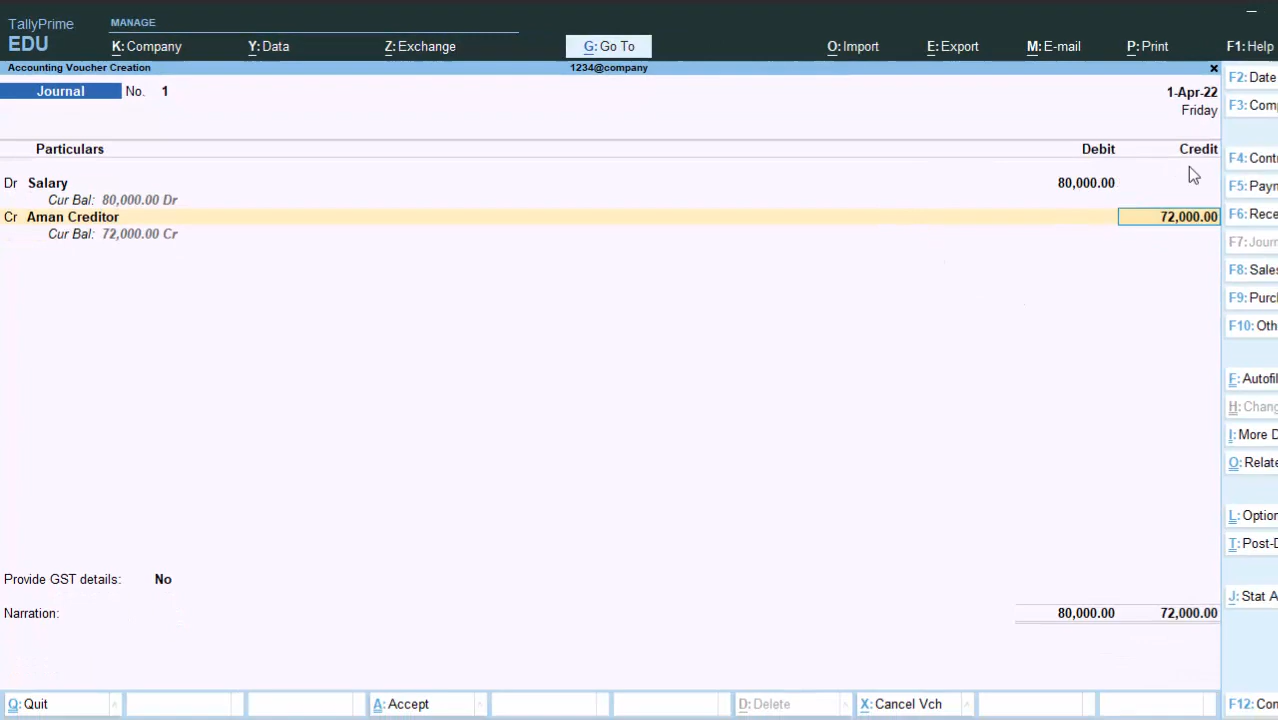 TallyPrime
EDU
MANAGE
K: Company Y: Data Z: Exchange G: Go To O: Import E: Export M: E-mail P: Print F1: Help
Accounting Voucher Creation 1234@company
Journal No. 1 1-Apr-22
Friday
Particulars Debit Credit
Dr Salary 80,000.00
Cur Bal: 80,000.00 Dr
Cr Aman Creditor 72,000.00
Cur Bal: 72,000.00 Cr
Provide GST details: No
Narration: 80,000.00 72,000.00
F2: Date
F3: Com
F4: Cont
F5: Payn
F6: Rece
F7: Journ
F8: Sales
F9: Purc
F10: Oth
F: Autofil
H: Chang
I: More D
O: Relate
L: Option
T: Post-D
J: Stat A
Q: Quit A: Accept D: Delete X: Cancel Vch F12: Con